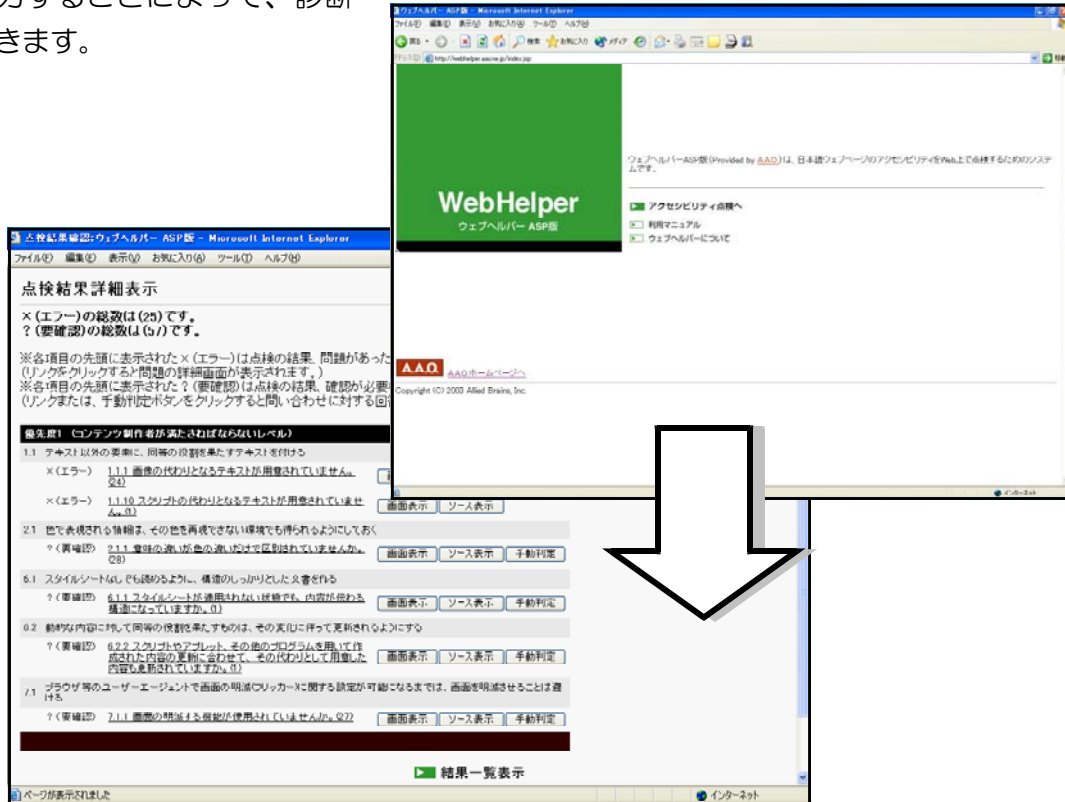 力することによって、診断
きます。
ウェブヘルパー ASP版 - Microsoft Internet Explorer
ファイル(F) 編集(E) 表示(V) お気に入り(A) ツール(T) ヘルプ(H)
戻る 検索 お気に入り メディア
http://webhelper.aao.ne.jp/index.jsp
ウェブヘルパーASP版(Provided by AAO)は、日本語ウェブページのアクセシビリティをWeb上で点検するためのシステ
ムです。
WebHelper
ウェブヘルパー ASP版
アクセシビリティ点検へ
利用マニュアル
ウェブヘルパーについて
A.A.O. AAOホームページへ
Copyright (C) 2003 Allied Brains, Inc.
インターネット
点検結果確認:ウェブヘルパー ASP版 - Microsoft Internet Explorer
ファイル(F) 編集(E) 表示(V) お気に入り(A) ツール(T) ヘルプ(H)
点検結果詳細表示
×(エラー)の総数は(25)です。
?(要確認)の総数は(57)です。
※各項目の先頭に表示された×(エラー)は点検の結果、問題があった
(リンクをクリックすると問題の詳細画面が表示されます。)
※各項目の先頭に表示された?(要確認)は点検の結果、確認が必要
(リンクまたは、手動判定ボタンをクリックすると問い合わせに対する回
優先度1 (コンテンツ制作者が満たさねばならないレベル)
1.1 テキスト以外の要素に、同等の役割を果たすテキストを付ける
×(エラー) 1.1.1 画像の代わりとなるテキストが用意されていません。
(24)
×(エラー) 1.1.10 スクリプトの代わりとなるテキストが用意されていませ 画面表示 ソース表示
ん。(1)
2.1 色で表現される情報は、その色を再現できない環境でも得られるようにしておく
?(要確認) 2.1.1 意味の違いが色の違いだけで区別されていませんか。 画面表示 ソース表示 手動判定
(28)
6.1 スタイルシートなしでも読めるように、構造のしっかりとした文書を作る
?(要確認) 6.1.1 スタイルシートが適用されない状態でも、内容が伝わる 画面表示 ソース表示 手動判定
構造になっていますか。(1)
6.2 動的な内容に対して同等の役割を果たすものは、その変化に伴って更新されるようにする
?(要確認) 6.2.2 スクリプトやアプレット、その他のプログラムを用いて作
成された内容の更新に合わせて、その代わりとして用意した 画面表示 ソース表示 手動判定
内容も更新されていますか。(1)
7.1 ブラウザ等のユーザーエージェントで画面の明滅(フリッカー)に関する設定が可能になるまでは、画面を明滅させることは避
ける
?(要確認) 7.1.1 画面の明滅する機能が使用されていませんか。(27) 画面表示 ソース表示 手動判定
結果一覧表示
ページが表示されました
インターネット